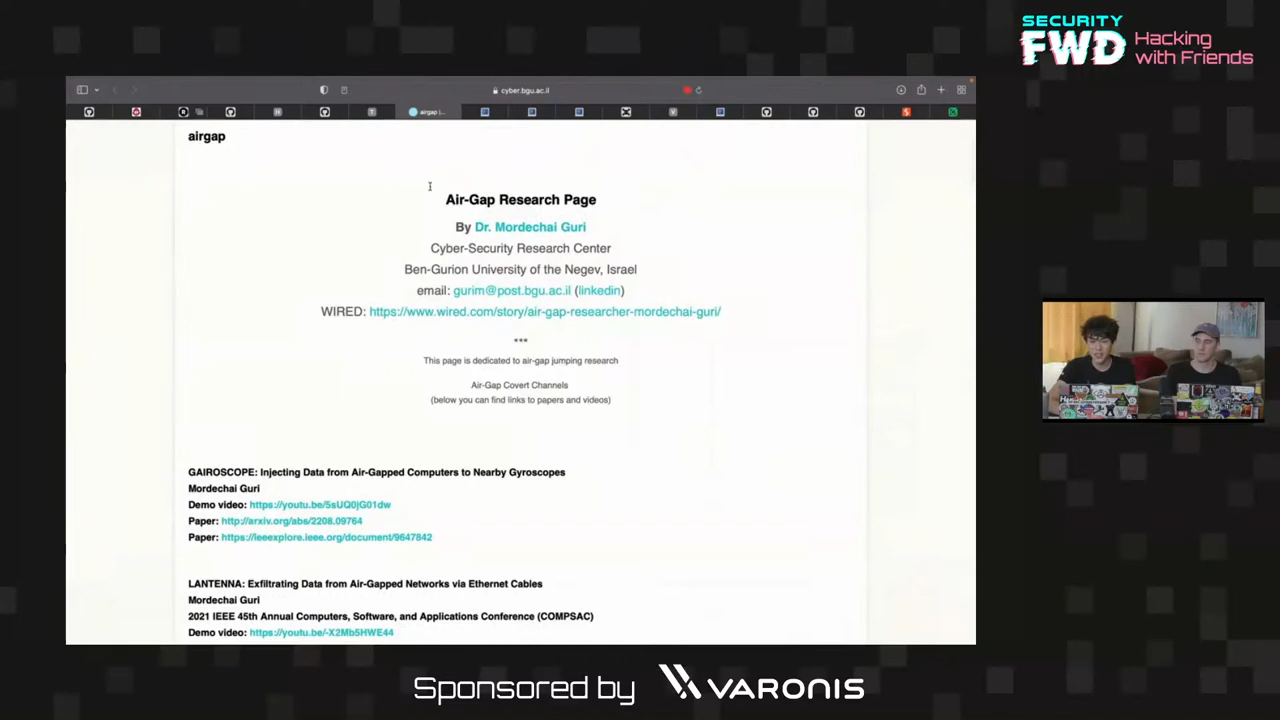 SECURITY
FWD
Hacking
with Friends
cyber.bgu.ac.il
airgap |...
airgap
Air-Gap Research Page
By Dr. Mordechai Guri
Cyber-Security Research Center
Ben-Gurion University of the Negev, Israel
email: gurim@post.bgu.ac.il (linkedin)
WIRED: https://www.wired.com/story/air-gap-researcher-mordechai-guri/
***
This page is dedicated to air-gap jumping research
Air-Gap Covert Channels
(below you can find links to papers and videos)
GAIROSCOPE: Injecting Data from Air-Gapped Computers to Nearby Gyroscopes
Mordechai Guri
Demo video: https://youtu.be/5sUQ0jG01dw
Paper: http://arxiv.org/abs/2208.09764
Paper: https://ieeexplore.ieee.org/document/9647842
LANTENNA: Exfiltrating Data from Air-Gapped Networks via Ethernet Cables
Mordechai Guri
2021 IEEE 45th Annual Computers, Software, and Applications Conference (COMPSAC)
Demo video: https://youtu.be/-X2Mb5HWE44
Sponsored by VARONIS